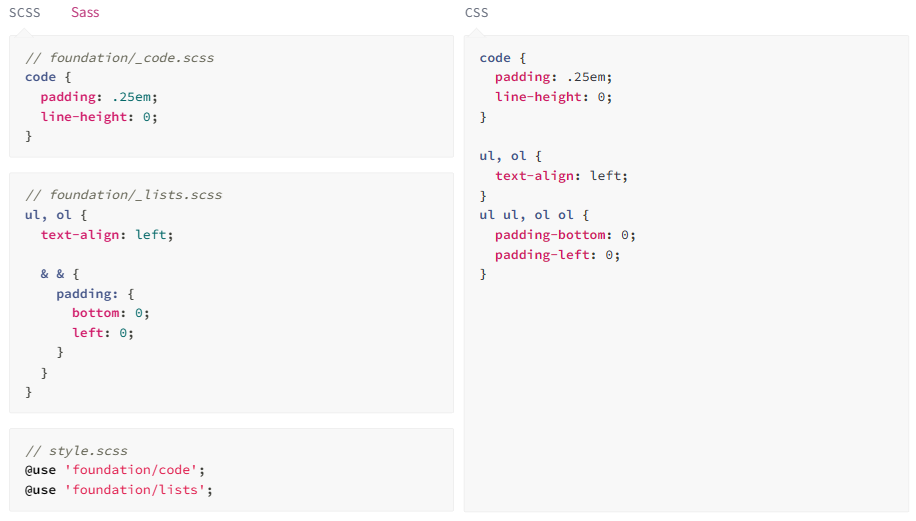 SCSS Sass
// foundation/_code.scss
code {
  padding: .25em;
  line-height: 0;
}
// foundation/_lists.scss
ul, ol {
  text-align: left;

  & & {
    padding: {
      bottom: 0;
      left: 0;
    }
  }
}
// style.scss
@use 'foundation/code';
@use 'foundation/lists';
CSS
code {
  padding: .25em;
  line-height: 0;
}

ul, ol {
  text-align: left;
}
ul ul, ol ol {
  padding-bottom: 0;
  padding-left: 0;
}